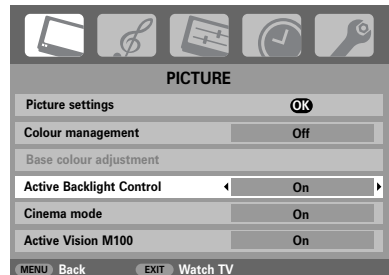 PICTURE
Picture settings OK
Colour management Off
Base colour adjustment
Active Backlight Control On
Cinema mode On
Active Vision M100 On
MENU Back EXIT Watch TV